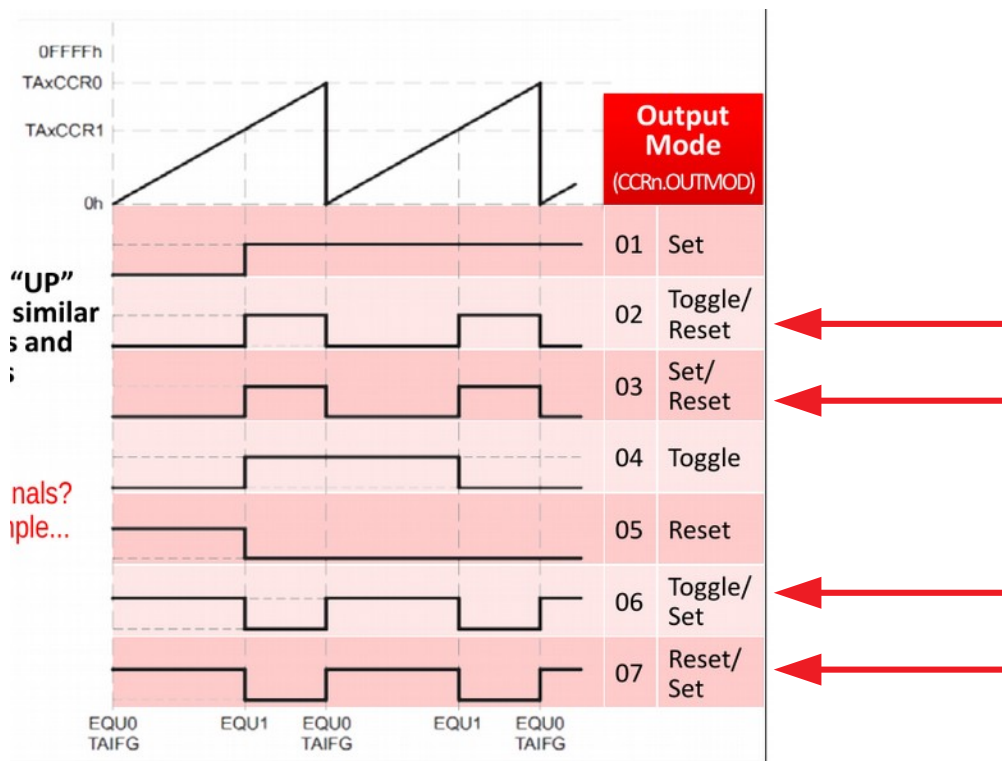 0FFFFh
TAxCCR0
TAxCCR1
0h
Output
Mode
(CCRn.OUTMOD)
"UP"
similar
s and
s
nals?
nple...
01 Set
02 Toggle/
Reset
03 Set/
Reset
04 Toggle
05 Reset
06 Toggle/
Set
07 Reset/
Set
EQU0 EQU1 EQU0 EQU1 EQU0
TAIFG TAIFG TAIFG